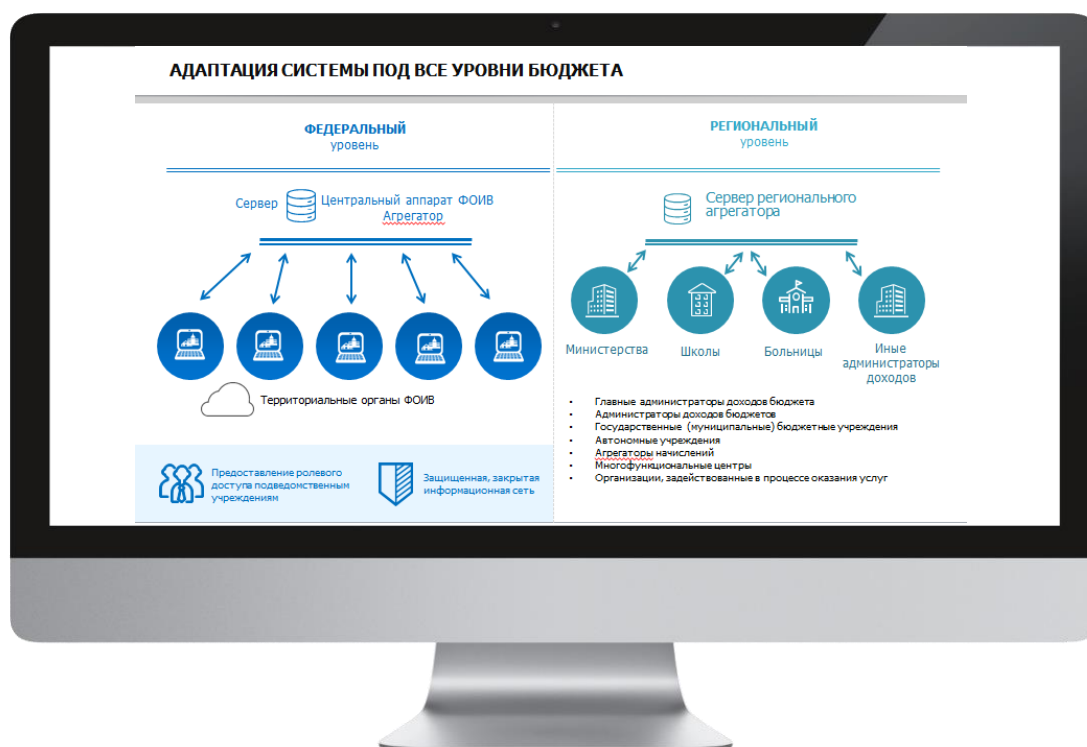 АДАПТАЦИЯ СИСТЕМЫ ПОД ВСЕ УРОВНИ БЮДЖЕТА
ФЕДЕРАЛЬНЫЙ
уровень
Сервер
Центральный аппарат ФОИВ
Агрегатор
Территориальные органы ФОИВ
Предоставление ролевого
доступа подведомственным
учреждениям
Защищенная, закрытая
информационная сеть
РЕГИОНАЛЬНЫЙ
уровень
Сервер регионального
агрегатора
Министерства
Школы
Больницы
Иные
администраторы
доходов
• Главные администраторы доходов бюджета
• Администраторы доходов бюджетов
• Государственные (муниципальные) бюджетные учреждения
• Автономные учреждения
• Агрегаторы начислений
• Многофункциональные центры
• Организации, задействованные в процессе оказания услуг